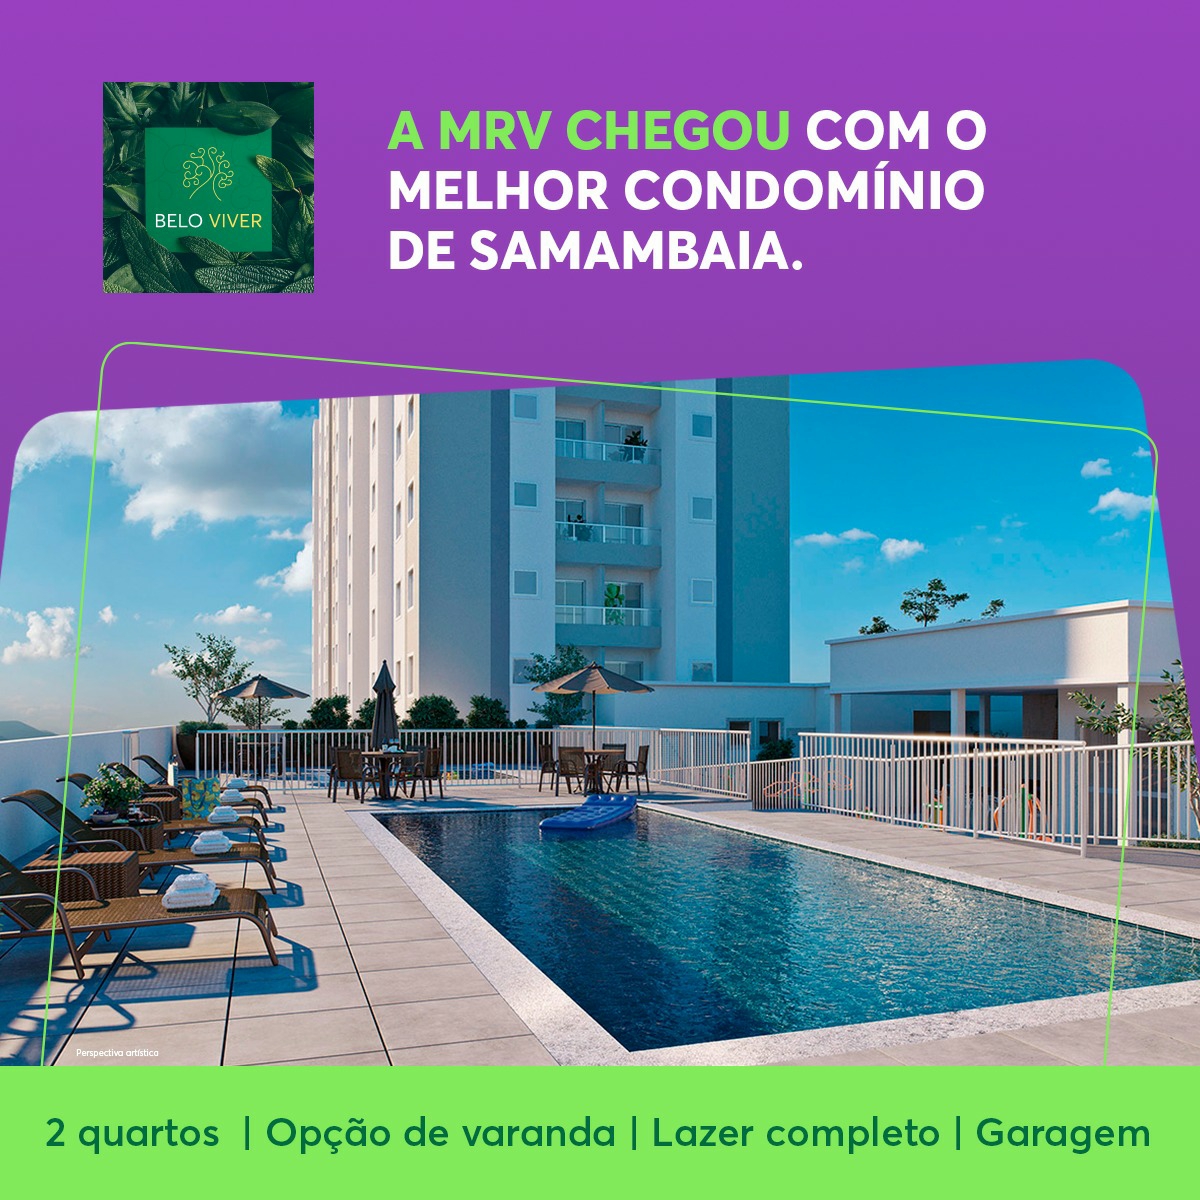 BELO VIVER
A MRV CHEGOU COM O
MELHOR CONDOMÍNIO
DE SAMAMBAIA.
Perspectiva artística
2 quartos | Opção de varanda | Lazer completo | Garagem